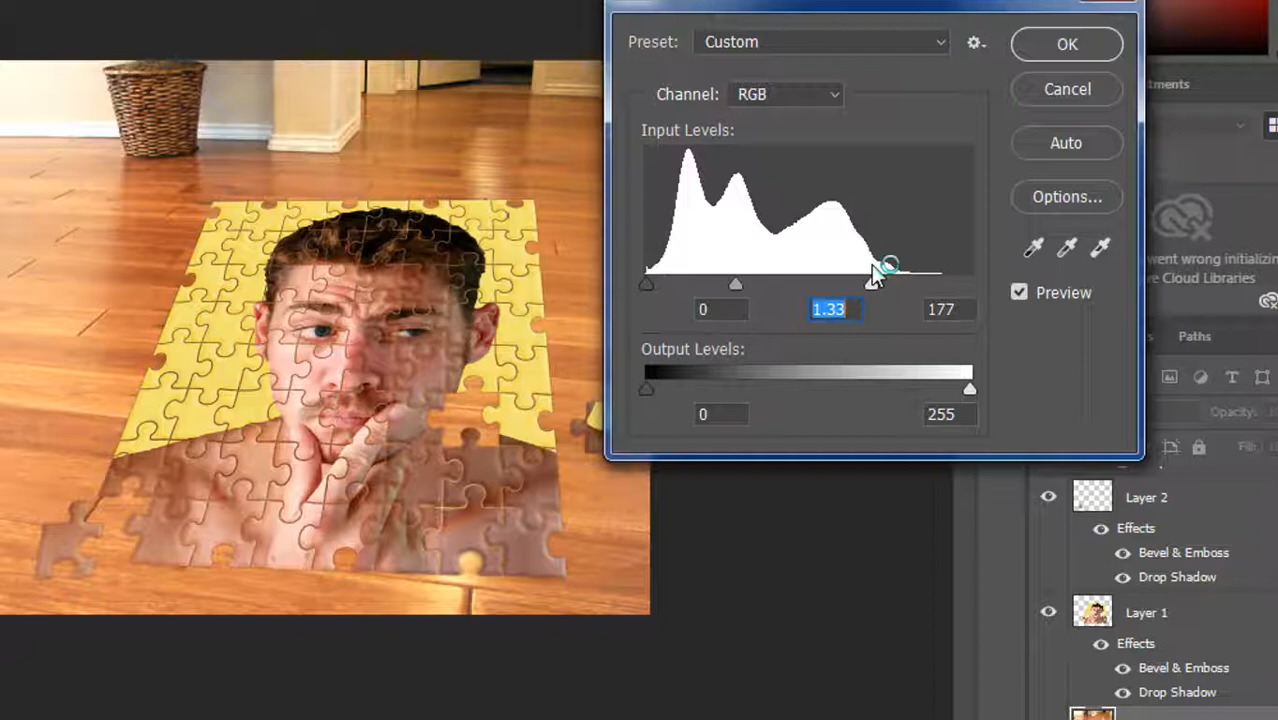 Preset: Custom
OK
Channel: RGB
Cancel
Input Levels:
Auto
Options...
Preview
0 1.33 177
Output Levels:
0 255
tments
went wrong initializing
ve Cloud Libraries
Paths
Opacity:
Fill:
Layer 2
Effects
Bevel & Emboss
Drop Shadow
Layer 1
Effects
Bevel & Emboss
Drop Shadow